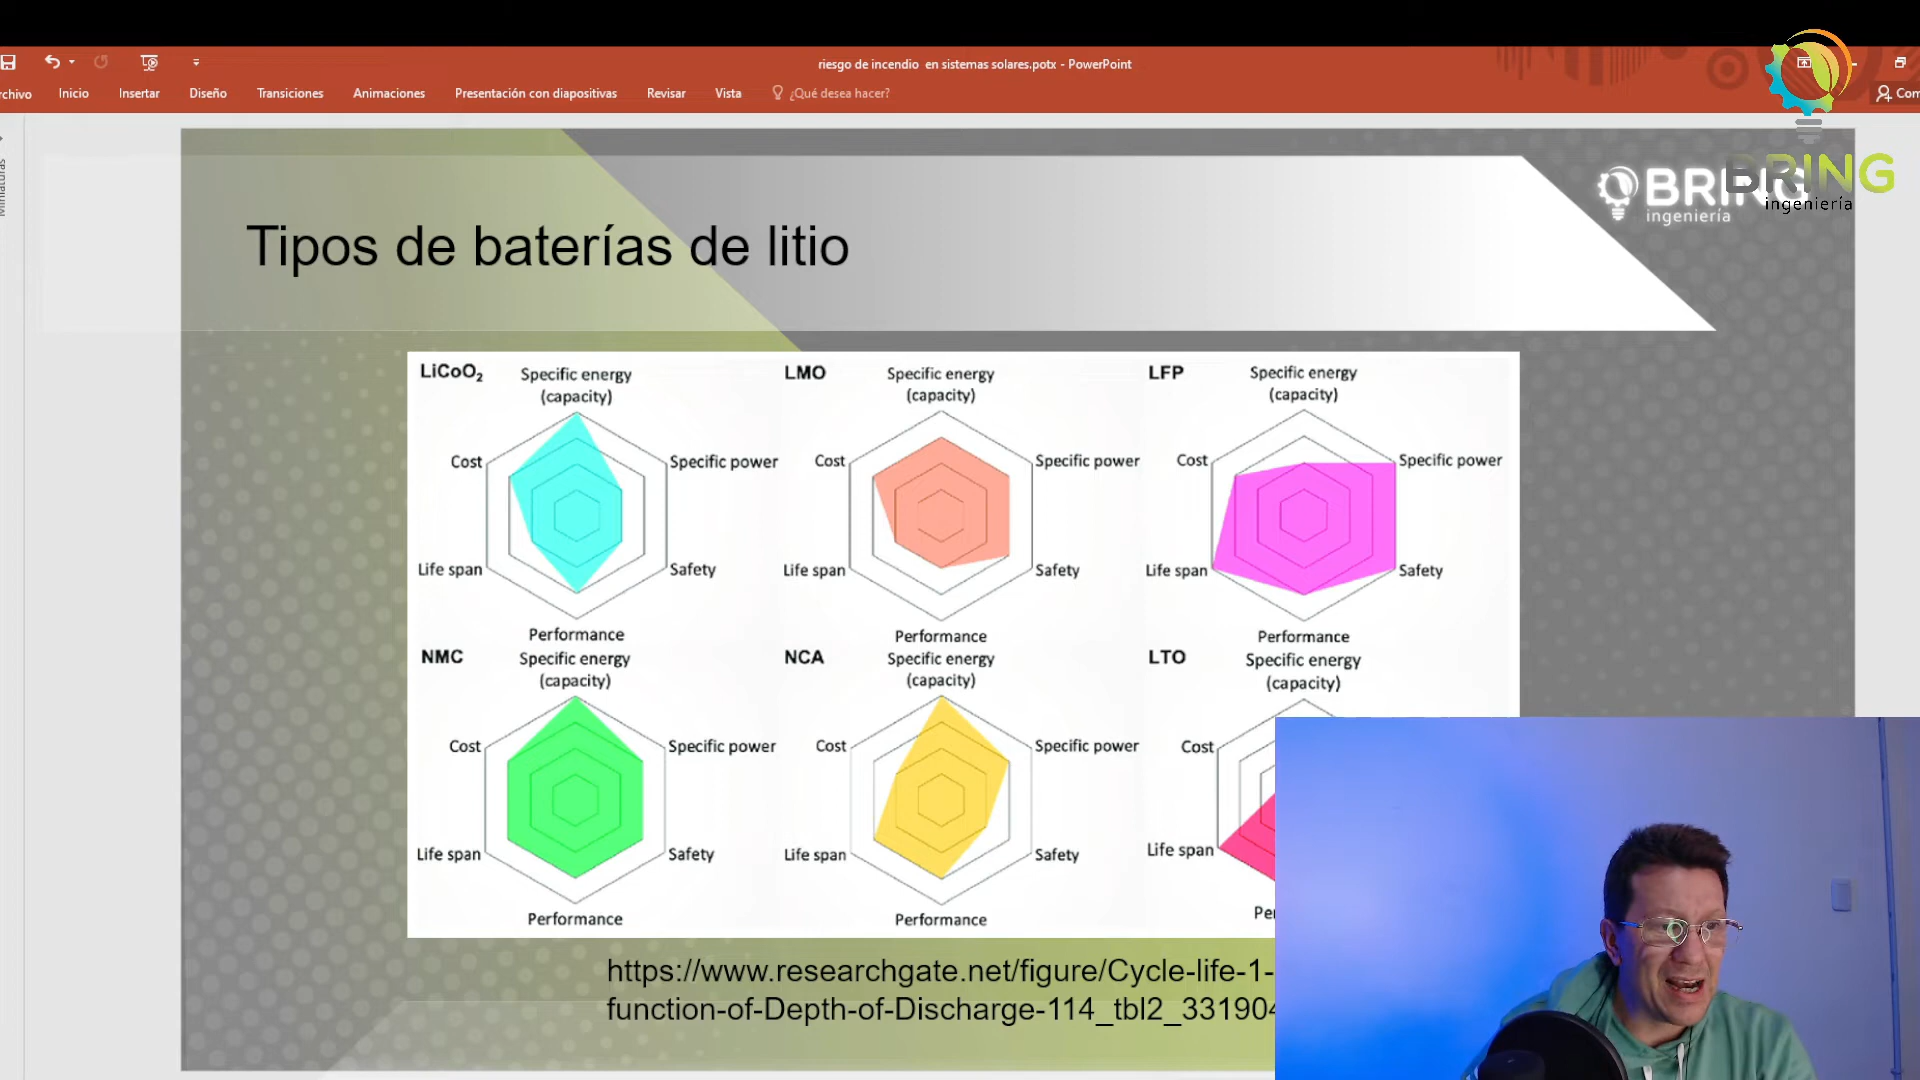 riesgo de incendio en sistemas solares.potx - PowerPoint
rchivo Inicio Insertar Diseño Transiciones Animaciones Presentación con diapositivas Revisar Vista ¿Qué desea hacer? Com
Miniaturas
BRING
ingeniería
BRING
ingeniería
Tipos de baterías de litio
LiCoO₂
Specific energy
(capacity)
Cost
Specific power
Life span
Safety
Performance
LMO
Specific energy
(capacity)
Cost
Specific power
Life span
Safety
Performance
LFP
Specific energy
(capacity)
Cost
Specific power
Life span
Safety
Performance
NMC
Specific energy
(capacity)
Cost
Specific power
Life span
Safety
Performance
NCA
Specific energy
(capacity)
Cost
Specific power
Life span
Safety
Performance
LTO
Specific energy
(capacity)
Cost
Life span
Pe
https://www.researchgate.net/figure/Cycle-life-1-
function-of-Depth-of-Discharge-114_tbl2_331904